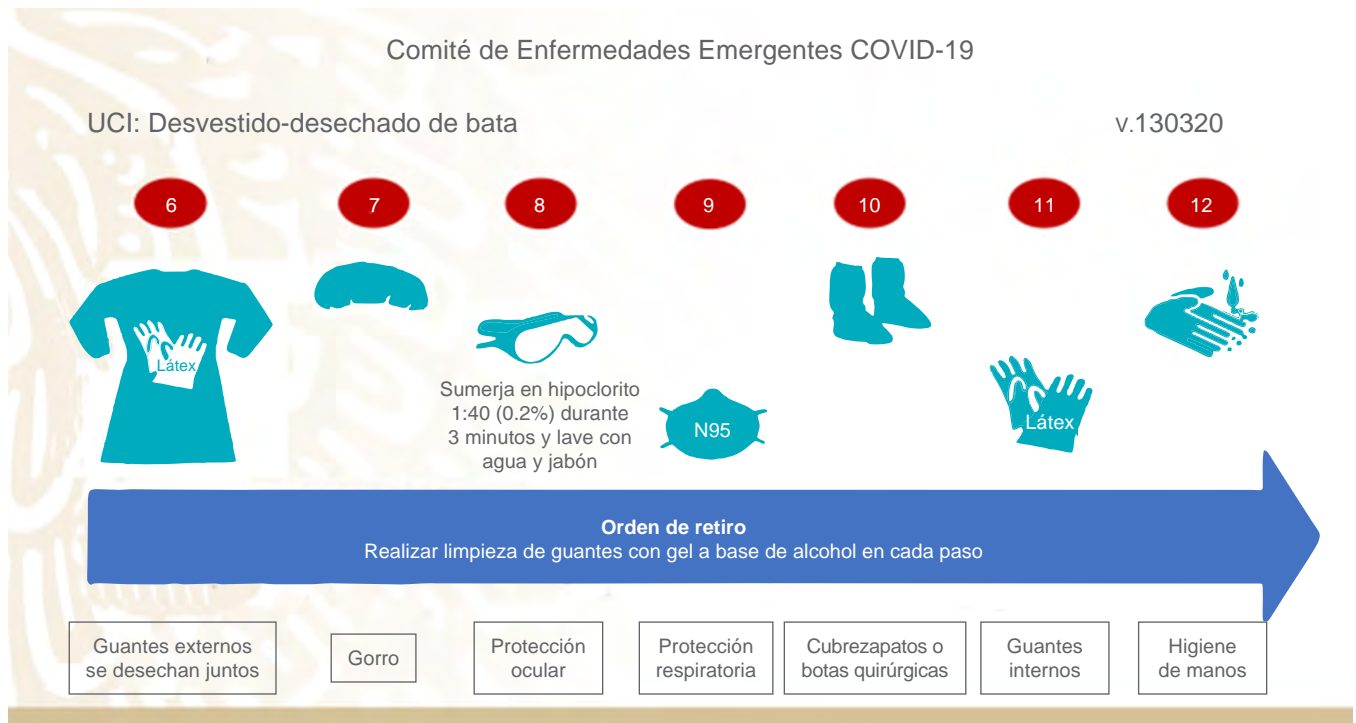 Comité de Enfermedades Emergentes COVID-19
UCI: Desvestido-desechado de bata
v.130320
6
7
8
9
10
11
12
Látex
Sumerja en hipoclorito
1:40 (0.2%) durante
3 minutos y lave con
agua y jabón
N95
Látex
Orden de retiro
Realizar limpieza de guantes con gel a base de alcohol en cada paso
Guantes externos
se desechan juntos
Gorro
Protección
ocular
Protección
respiratoria
Cubrezapatos o
botas quirúrgicas
Guantes
internos
Higiene
de manos